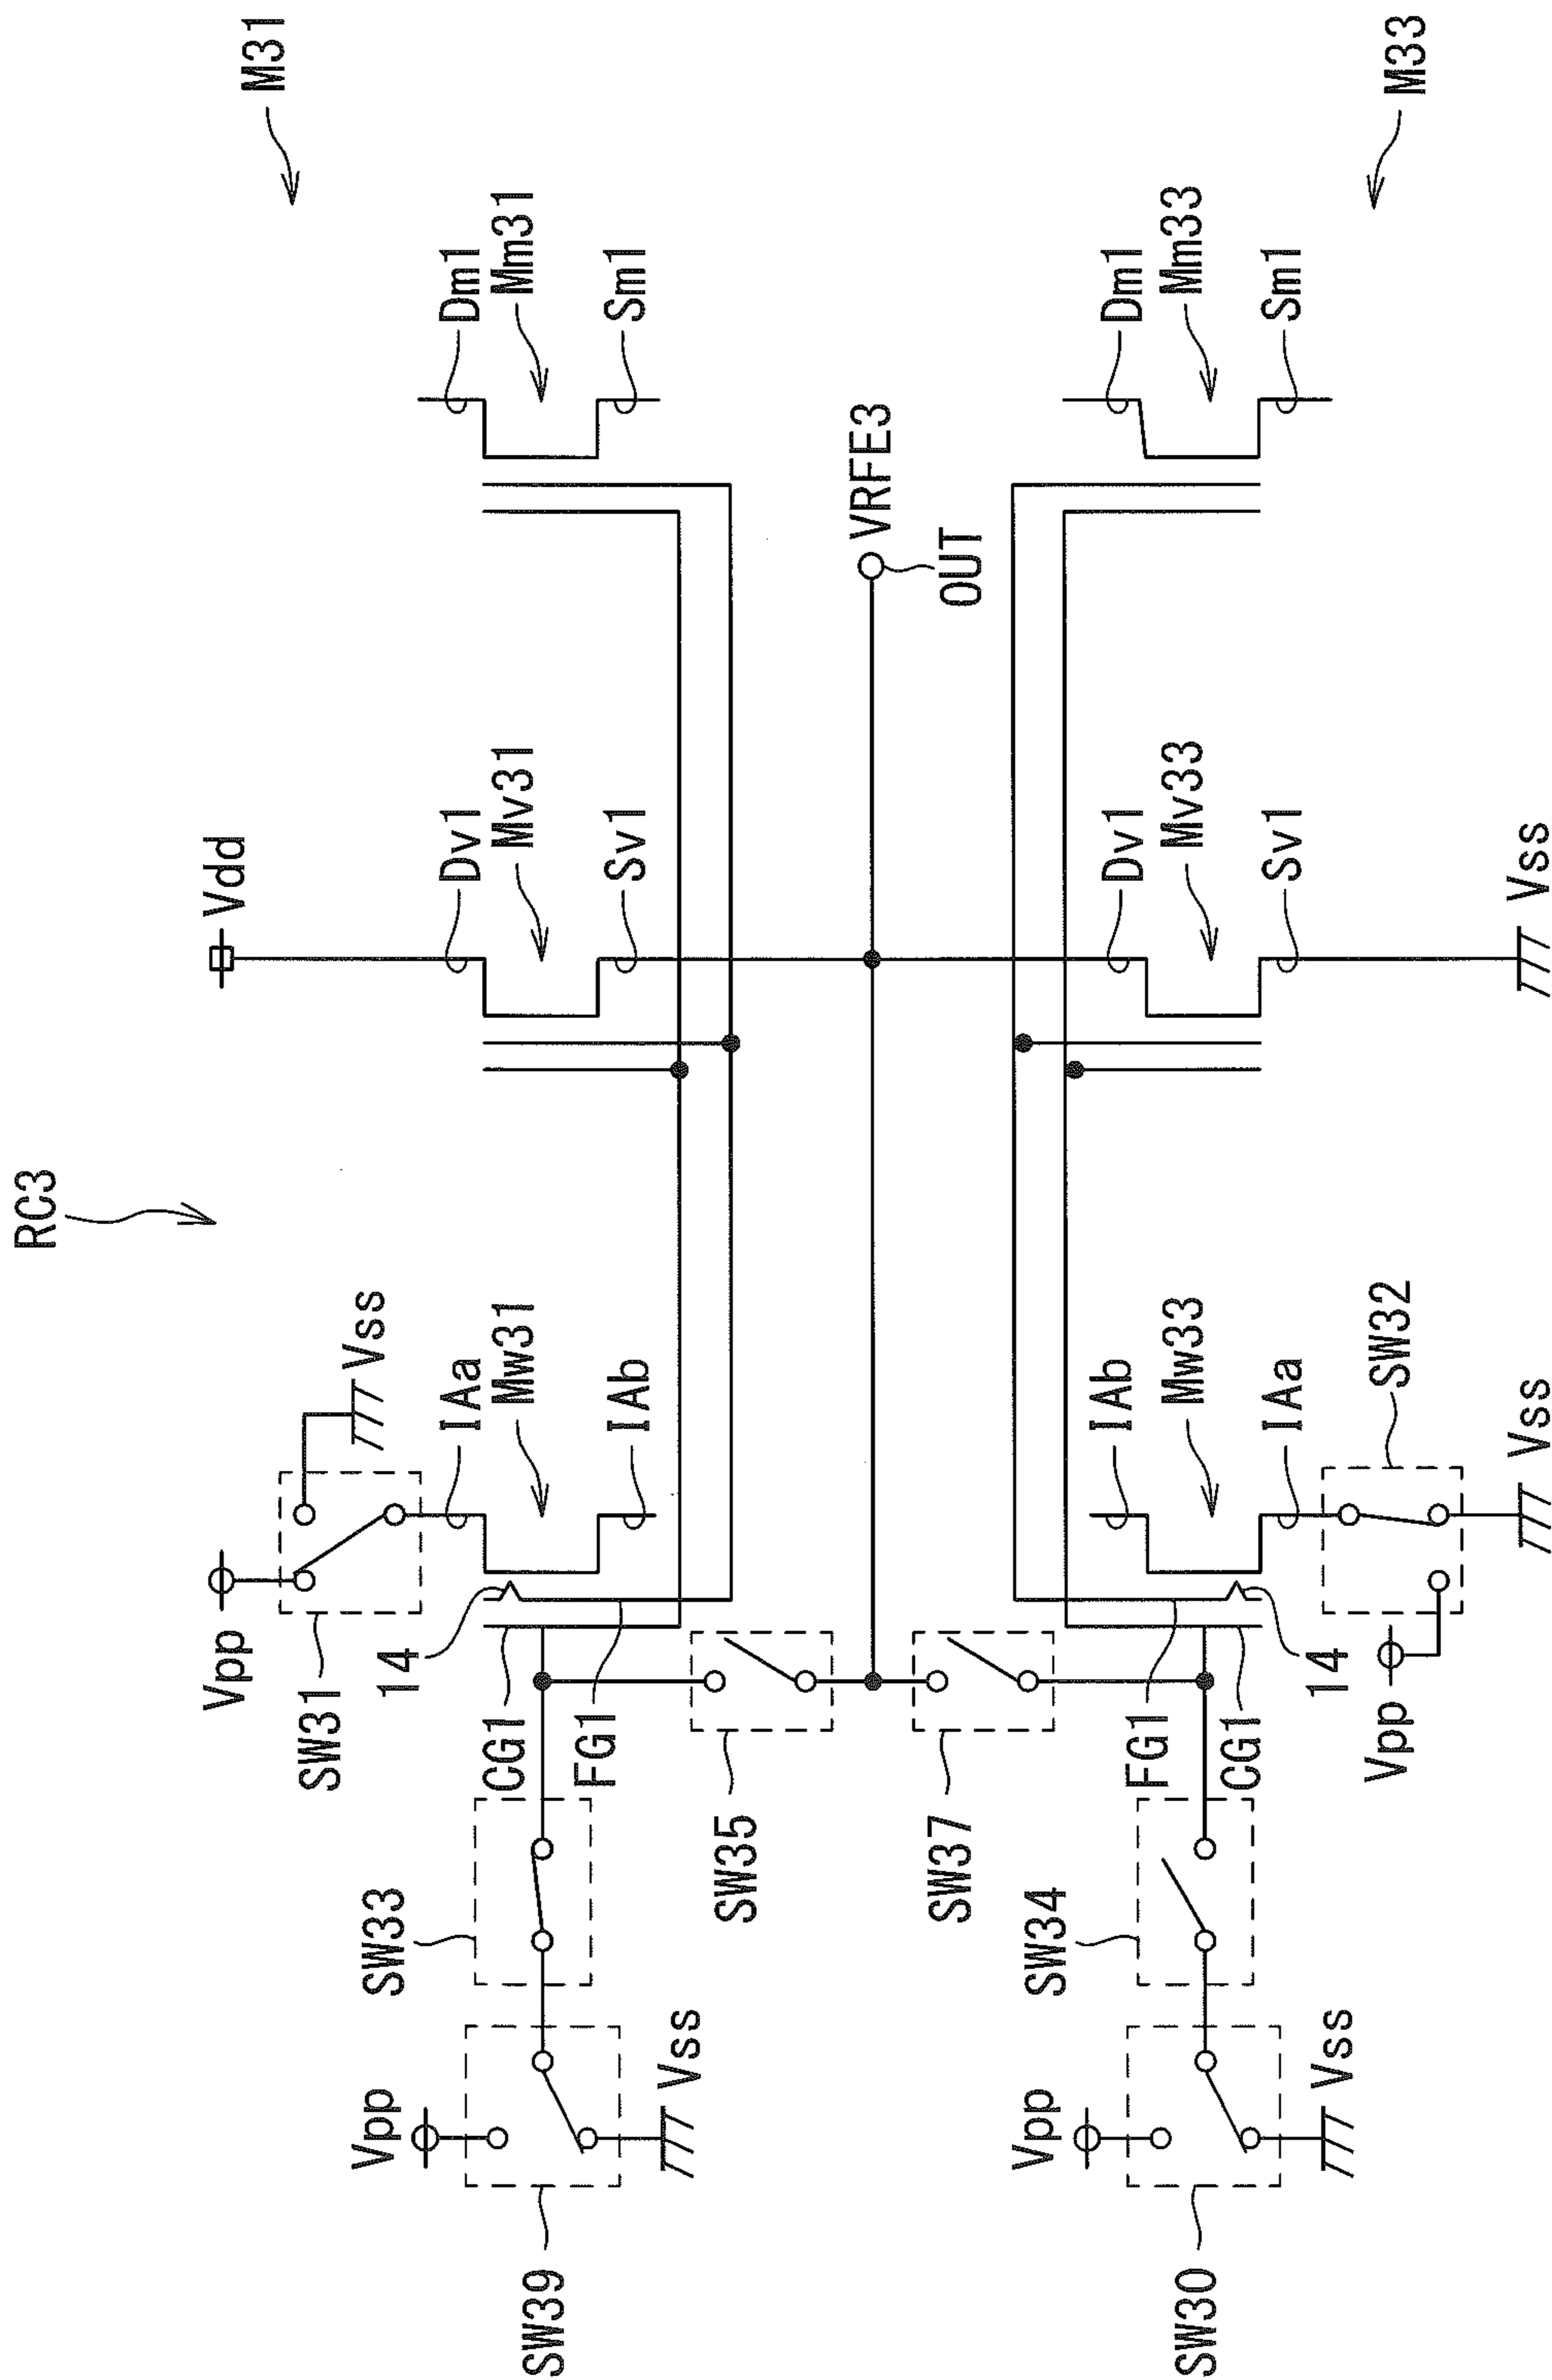 RC3
M31
Vdd
Vpp
Vss
SW31
IAa
Mw31
IAb
14
CG1
FG1
Dv1
Mv31
Sv1
Dm1
Mm31
Sm1
SW33
Vpp
Vss
SW39
SW35
VRFE3
OUT
SW37
M33
IAb
Mw33
IAa
14
FG1
CG1
Dv1
Mv33
Sv1
Dm1
Mm33
Sm1
SW34
Vpp
Vss
SW30
SW32
Vpp
Vss
Vss